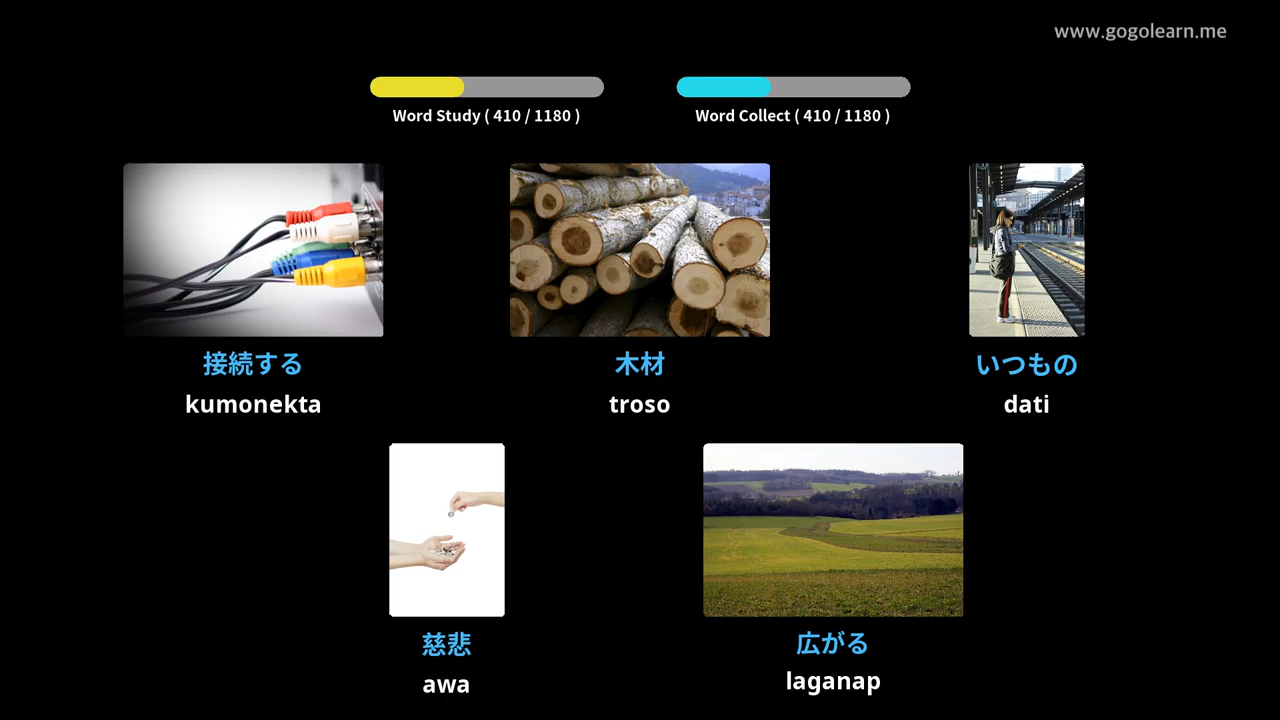 www.gogolearn.me
Word Study ( 410 / 1180 )
Word Collect ( 410 / 1180 )
接続する
kumonekta
木材
troso
いつもの
dati
慈悲
awa
広がる
laganap